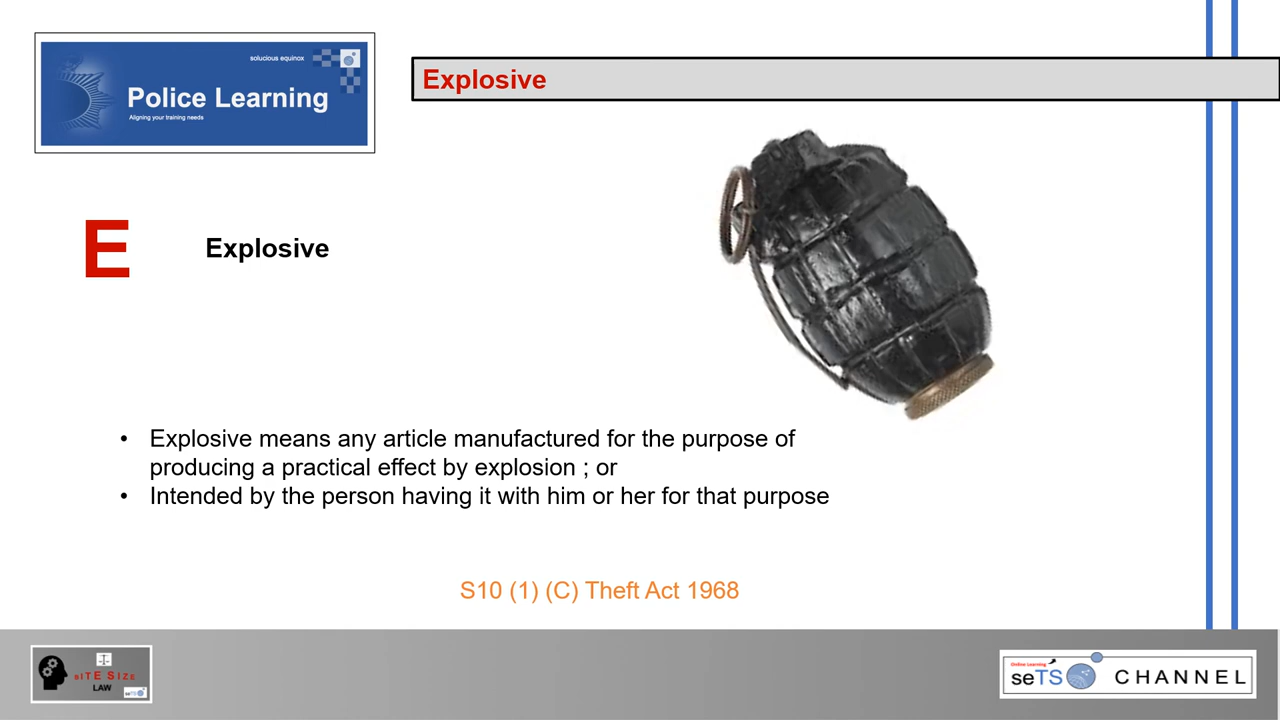 solucious equinox
Police Learning
Aligning your training needs
Explosive
E
Explosive
• Explosive means any article manufactured for the purpose of
producing a practical effect by explosion ; or
• Intended by the person having it with him or her for that purpose
S10 (1) (C) Theft Act 1968
BITE SIZE
LAW
seTS
Online Learning
seTS CHANNEL